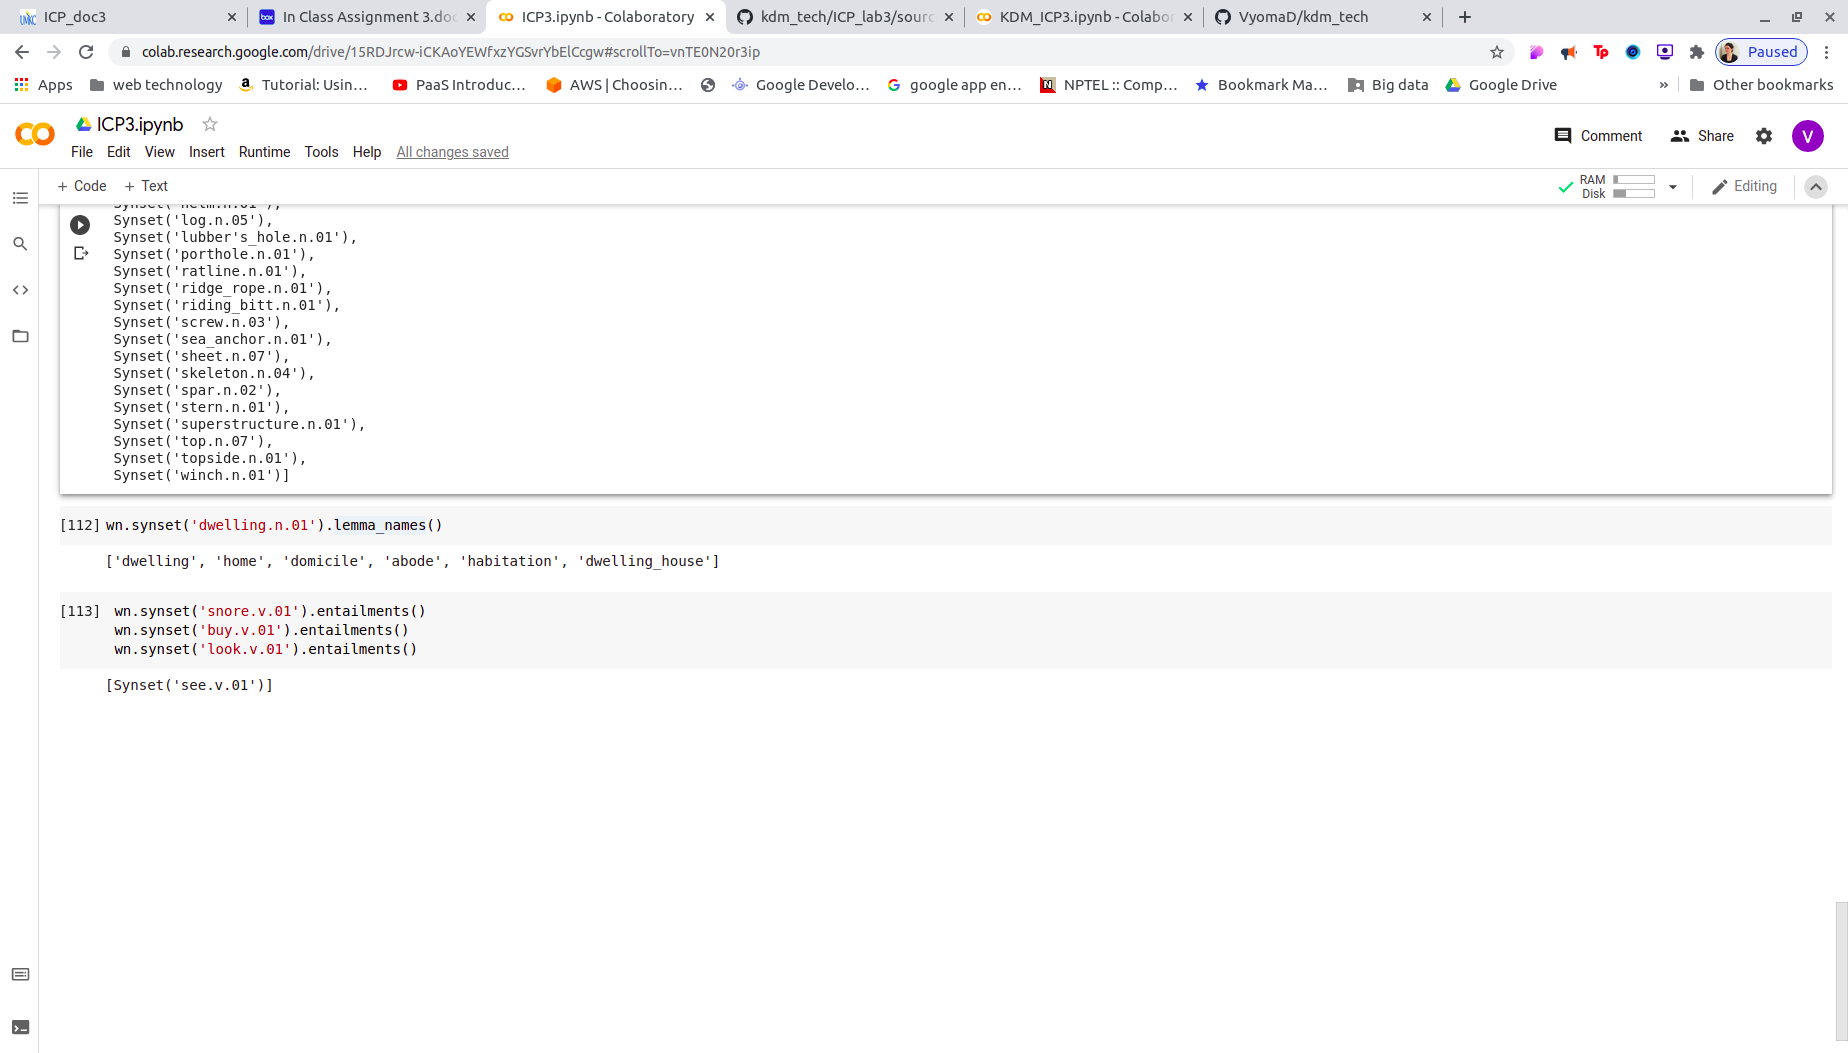 ICP_doc3
In Class Assignment 3.doc
ICP3.ipynb - Colaboratory
kdm_tech/ICP_lab3/sour
KDM_ICP3.ipynb - Colabor
VyomaD/kdm_tech
colab.research.google.com/drive/15RDJrcw-iCKAoYEWfxzYGSvrYbElCcgw#scrollTo=vnTE0N20r3ip
Tp
Paused
Apps
web technology
Tutorial: Usin...
PaaS Introduc...
AWS | Choosin...
Google Develo...
google app en...
NPTEL :: Comp...
Bookmark Ma...
Big data
Google Drive
»
Other bookmarks
ICP3.ipynb
File Edit View Insert Runtime Tools Help All changes saved
Comment
Share
V
+ Code + Text
RAM
Disk
Editing
Synset('helm.n.01'),
Synset('log.n.05'),
Synset('lubber's_hole.n.01'),
Synset('porthole.n.01'),
Synset('ratline.n.01'),
Synset('ridge_rope.n.01'),
Synset('riding_bitt.n.01'),
Synset('screw.n.03'),
Synset('sea_anchor.n.01'),
Synset('sheet.n.07'),
Synset('skeleton.n.04'),
Synset('spar.n.02'),
Synset('stern.n.01'),
Synset('superstructure.n.01'),
Synset('top.n.07'),
Synset('topside.n.01'),
Synset('winch.n.01')]
[112] wn.synset('dwelling.n.01').lemma_names()
['dwelling', 'home', 'domicile', 'abode', 'habitation', 'dwelling_house']
[113] wn.synset('snore.v.01').entailments()
wn.synset('buy.v.01').entailments()
wn.synset('look.v.01').entailments()
[Synset('see.v.01')]